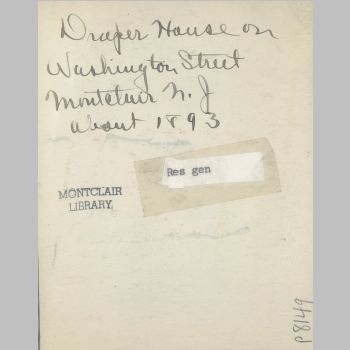 Draper House on
Washington Street
Montclair N. J
about 1893
Res gen
MONTCLAIR
LIBRARY,
P8149